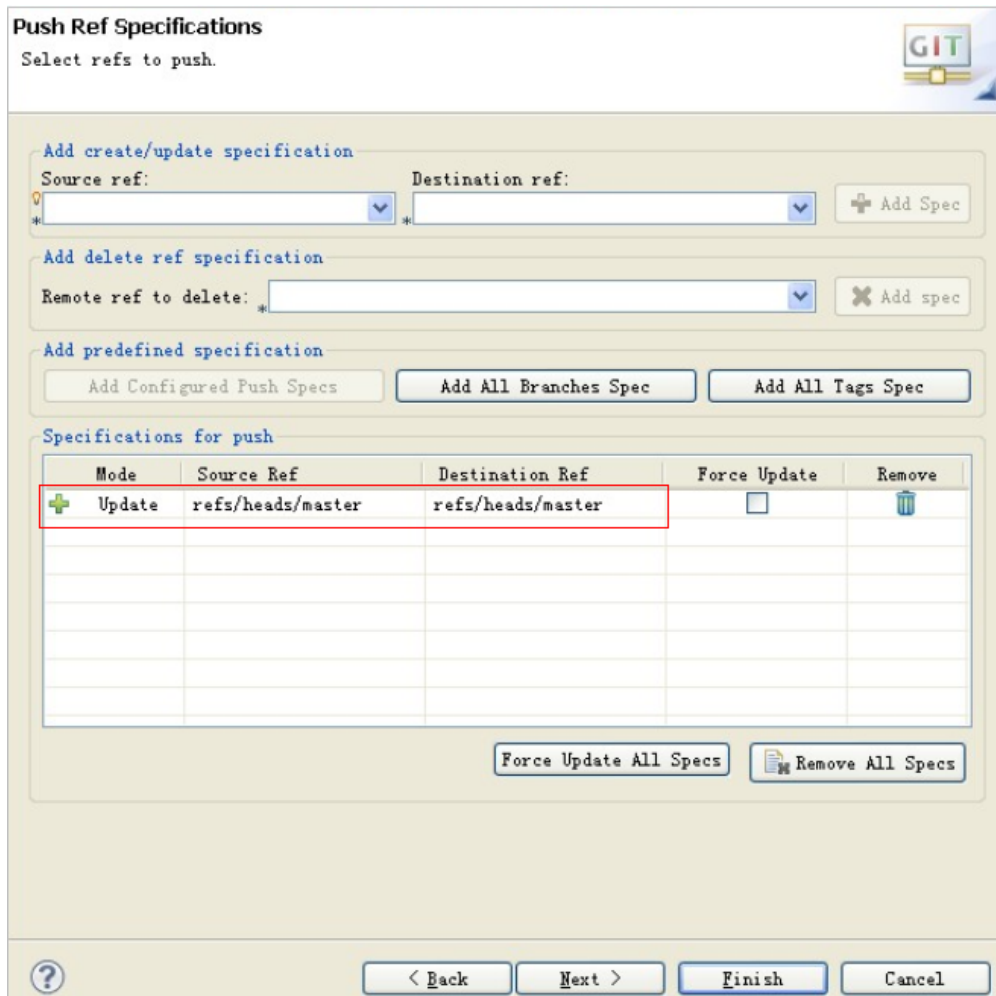 Push Ref Specifications
Select refs to push.
GIT
Add create/update specification
Source ref: Destination ref:
* * Add Spec
Add delete ref specification
Remote ref to delete: * Add spec
Add predefined specification
Add Configured Push Specs Add All Branches Spec Add All Tags Spec
Specifications for push
Mode Source Ref Destination Ref Force Update Remove
Update refs/heads/master refs/heads/master
Force Update All Specs Remove All Specs
? < Back Next > Finish Cancel